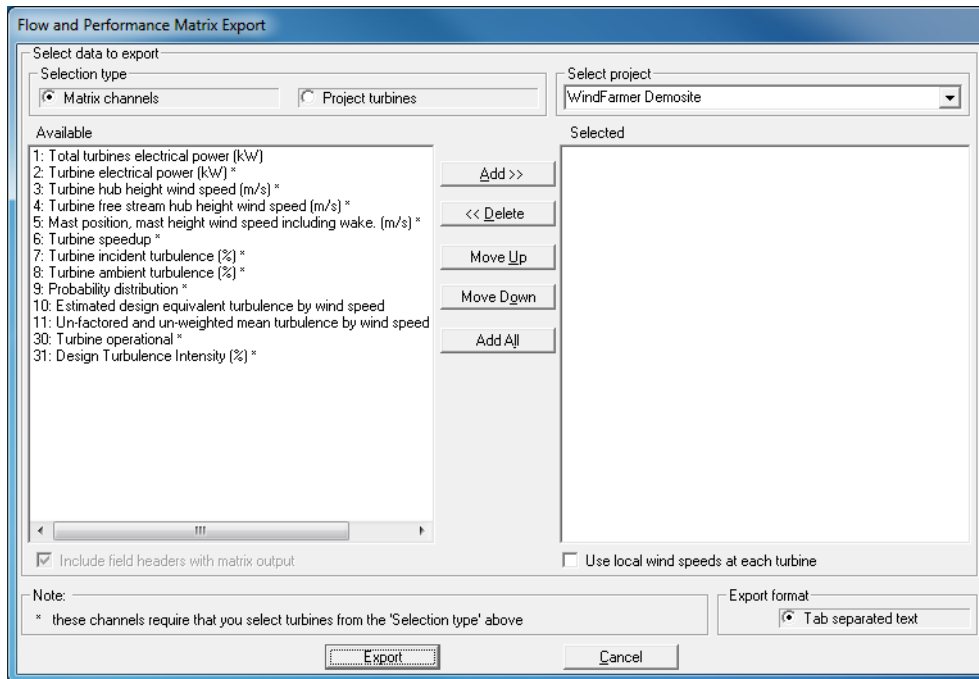 Flow and Performance Matrix Export
Select data to export
Selection type
Matrix channels
Project turbines
Select project
WindFarmer Demosite
Available
1: Total turbines electrical power (kW)
2: Turbine electrical power (kW) *
3: Turbine hub height wind speed (m/s) *
4: Turbine free stream hub height wind speed (m/s) *
5: Mast position, mast height wind speed including wake. (m/s) *
6: Turbine speedup *
7: Turbine incident turbulence (%) *
8: Turbine ambient turbulence (%) *
9: Probability distribution *
10: Estimated design equivalent turbulence by wind speed
11: Un-factored and un-weighted mean turbulence by wind speed
30: Turbine operational *
31: Design Turbulence Intensity (%) *
Add >>
<< Delete
Move Up
Move Down
Add All
Selected
Include field headers with matrix output
Use local wind speeds at each turbine
Note:
* these channels require that you select turbines from the 'Selection type' above
Export format
Tab separated text
Export
Cancel